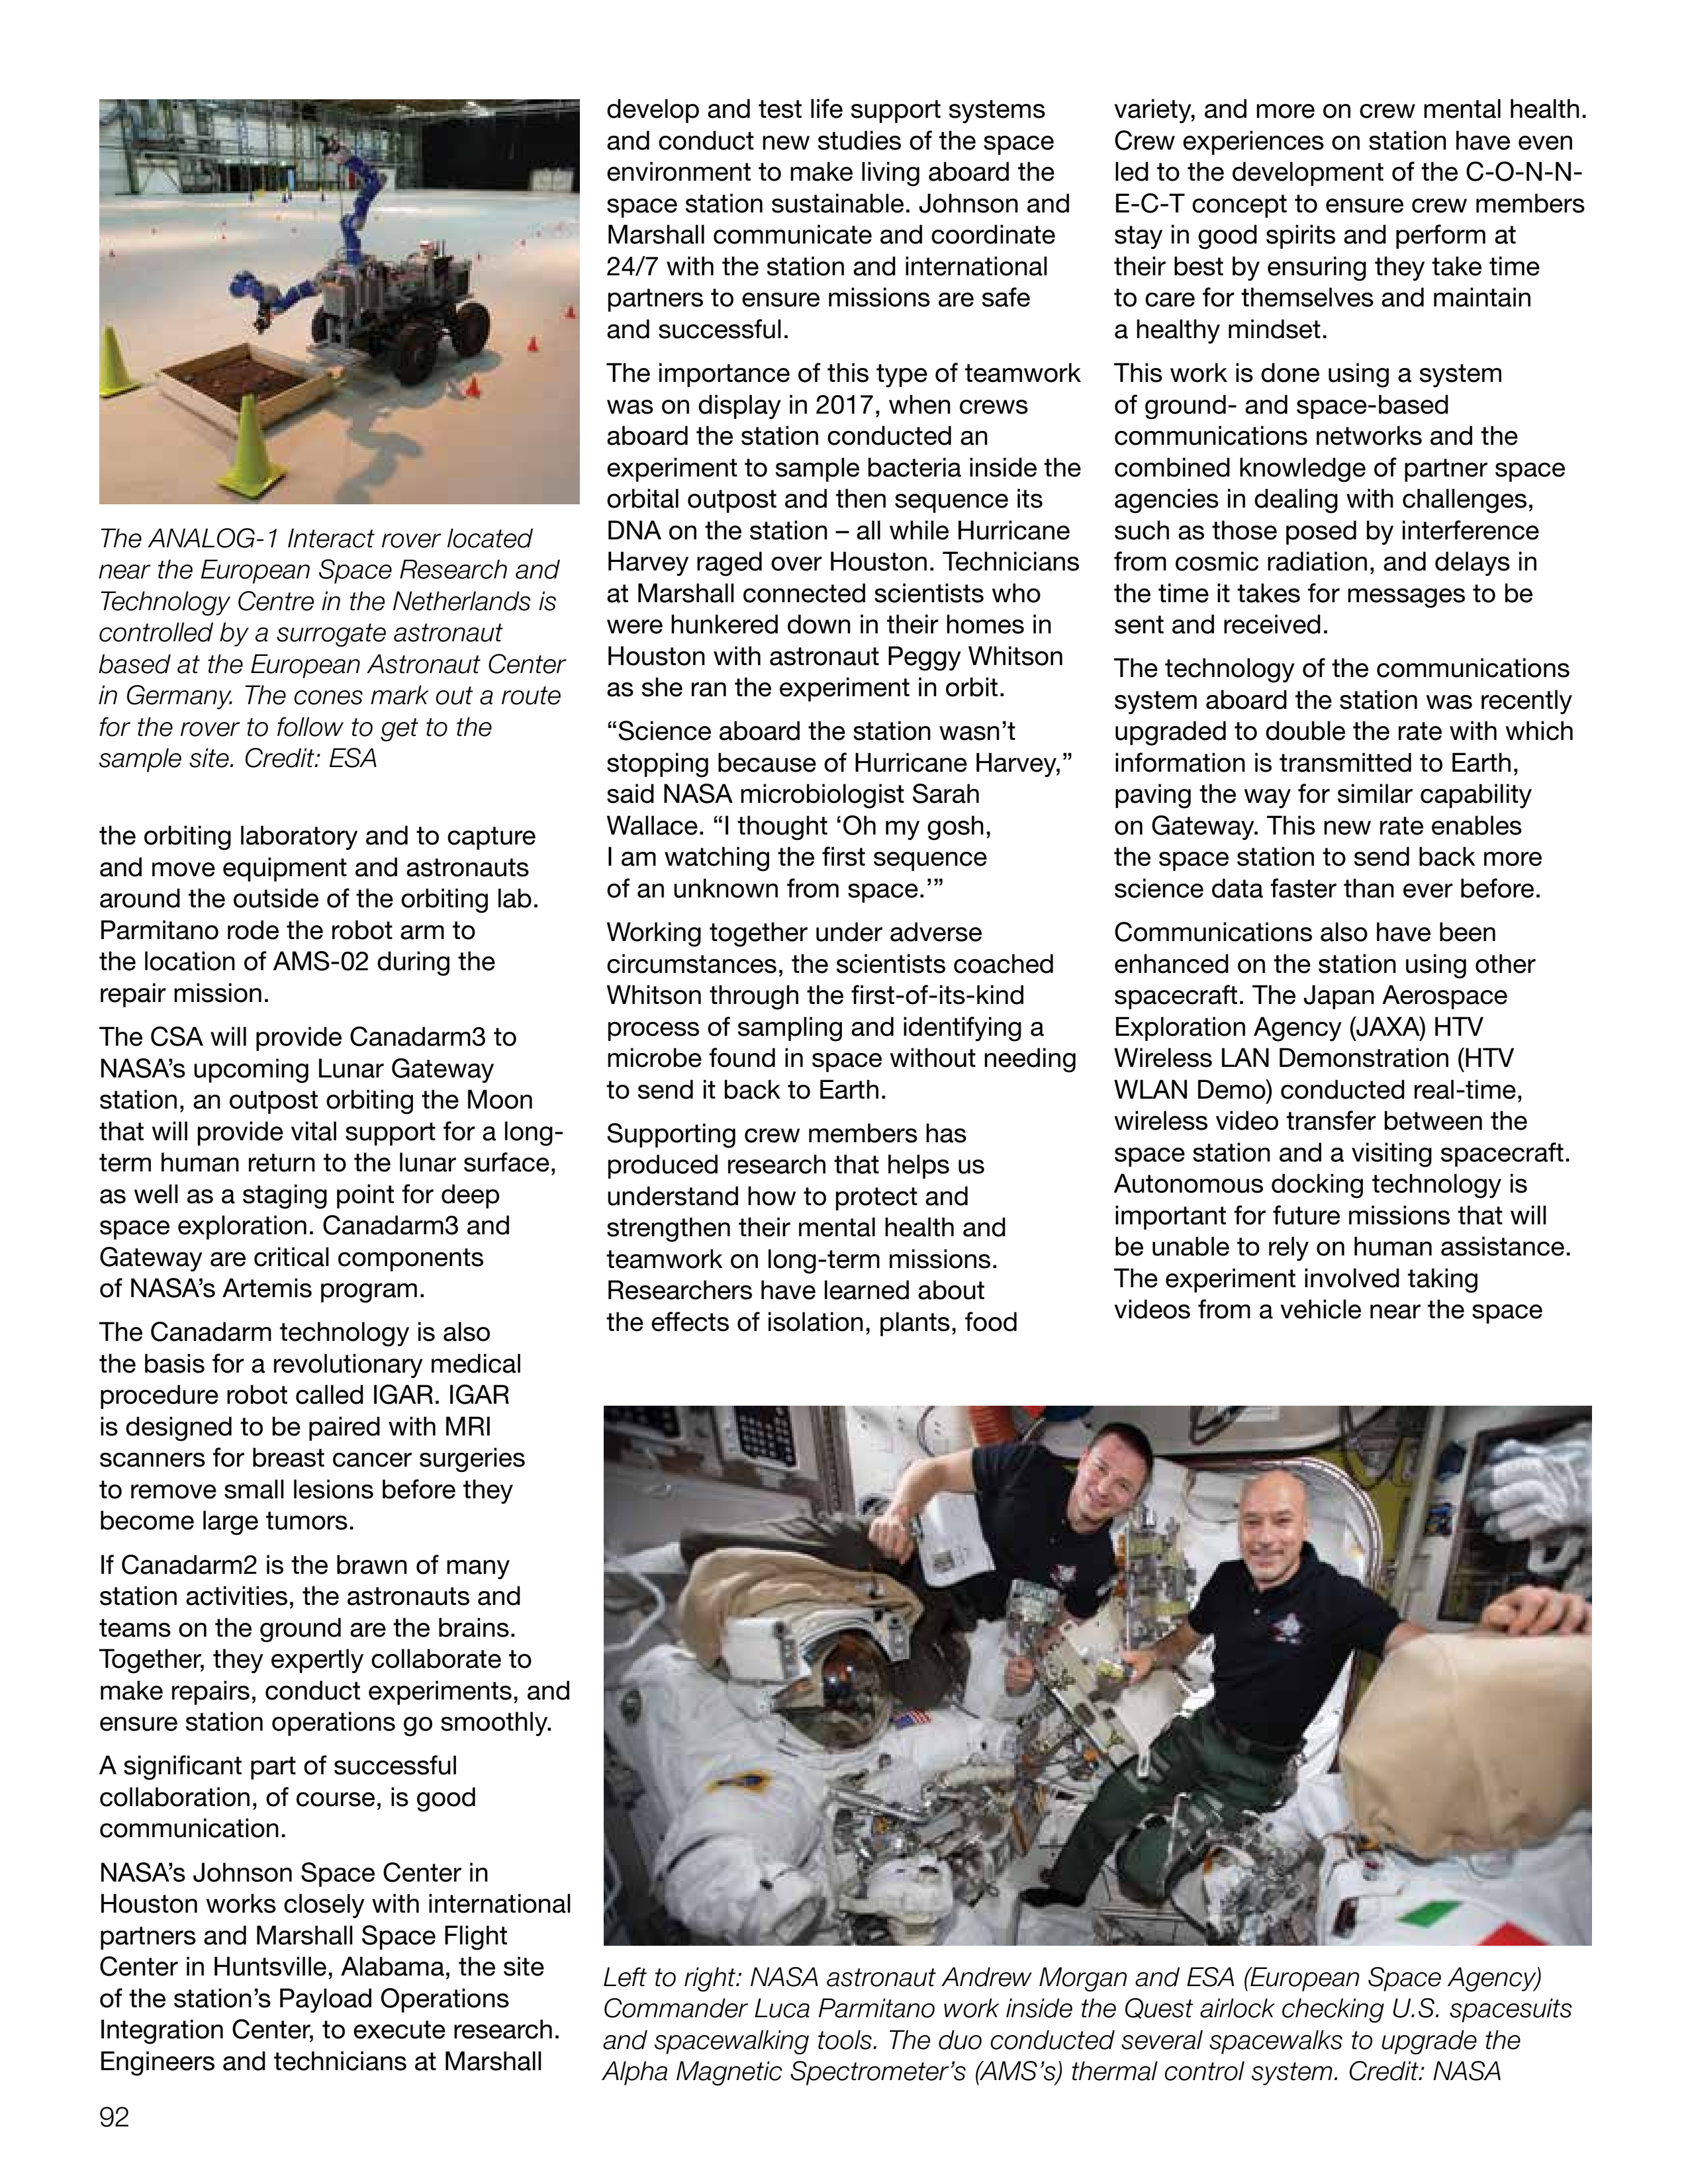 The ANALOG-1 Interact rover located
near the European Space Research and
Technology Centre in the Netherlands is
controlled by a surrogate astronaut
based at the European Astronaut Center
in Germany. The cones mark out a route
for the rover to follow to get to the
sample site. Credit: ESA
the orbiting laboratory and to capture
and move equipment and astronauts
around the outside of the orbiting lab.
Parmitano rode the robot arm to
the location of AMS-02 during the
repair mission.
The CSA will provide Canadarm3 to
NASA’s upcoming Lunar Gateway
station, an outpost orbiting the Moon
that will provide vital support for a long-
term human return to the lunar surface,
as well as a staging point for deep
space exploration. Canadarm3 and
Gateway are critical components
of NASA’s Artemis program.
The Canadarm technology is also
the basis for a revolutionary medical
procedure robot called IGAR. IGAR
is designed to be paired with MRI
scanners for breast cancer surgeries
to remove small lesions before they
become large tumors.
If Canadarm2 is the brawn of many
station activities, the astronauts and
teams on the ground are the brains.
Together, they expertly collaborate to
make repairs, conduct experiments, and
ensure station operations go smoothly.
A significant part of successful
collaboration, of course, is good
communication.
NASA’s Johnson Space Center in
Houston works closely with international
partners and Marshall Space Flight
Center in Huntsville, Alabama, the site
of the station’s Payload Operations
Integration Center, to execute research.
Engineers and technicians at Marshall
develop and test life support systems
and conduct new studies of the space
environment to make living aboard the
space station sustainable. Johnson and
Marshall communicate and coordinate
24/7 with the station and international
partners to ensure missions are safe
and successful.
The importance of this type of teamwork
was on display in 2017, when crews
aboard the station conducted an
experiment to sample bacteria inside the
orbital outpost and then sequence its
DNA on the station – all while Hurricane
Harvey raged over Houston. Technicians
at Marshall connected scientists who
were hunkered down in their homes in
Houston with astronaut Peggy Whitson
as she ran the experiment in orbit.
“Science aboard the station wasn’t
stopping because of Hurricane Harvey,”
said NASA microbiologist Sarah
Wallace. “I thought ‘Oh my gosh,
I am watching the first sequence
of an unknown from space.’”
Working together under adverse
circumstances, the scientists coached
Whitson through the first-of-its-kind
process of sampling and identifying a
microbe found in space without needing
to send it back to Earth.
Supporting crew members has
produced research that helps us
understand how to protect and
strengthen their mental health and
teamwork on long-term missions.
Researchers have learned about
the effects of isolation, plants, food
variety, and more on crew mental health.
Crew experiences on station have even
led to the development of the C-O-N-N-
E-C-T concept to ensure crew members
stay in good spirits and perform at
their best by ensuring they take time
to care for themselves and maintain
a healthy mindset.
This work is done using a system
of ground- and space-based
communications networks and the
combined knowledge of partner space
agencies in dealing with challenges,
such as those posed by interference
from cosmic radiation, and delays in
the time it takes for messages to be
sent and received.
The technology of the communications
system aboard the station was recently
upgraded to double the rate with which
information is transmitted to Earth,
paving the way for similar capability
on Gateway. This new rate enables
the space station to send back more
science data faster than ever before.
Communications also have been
enhanced on the station using other
spacecraft. The Japan Aerospace
Exploration Agency (JAXA) HTV
Wireless LAN Demonstration (HTV
WLAN Demo) conducted real-time,
wireless video transfer between the
space station and a visiting spacecraft.
Autonomous docking technology is
important for future missions that will
be unable to rely on human assistance.
The experiment involved taking
videos from a vehicle near the space
Left to right: NASA astronaut Andrew Morgan and ESA (European Space Agency)
Commander Luca Parmitano work inside the Quest airlock checking U.S. spacesuits
and spacewalking tools. The duo conducted several spacewalks to upgrade the
Alpha Magnetic Spectrometer’s (AMS’s) thermal control system. Credit: NASA
92